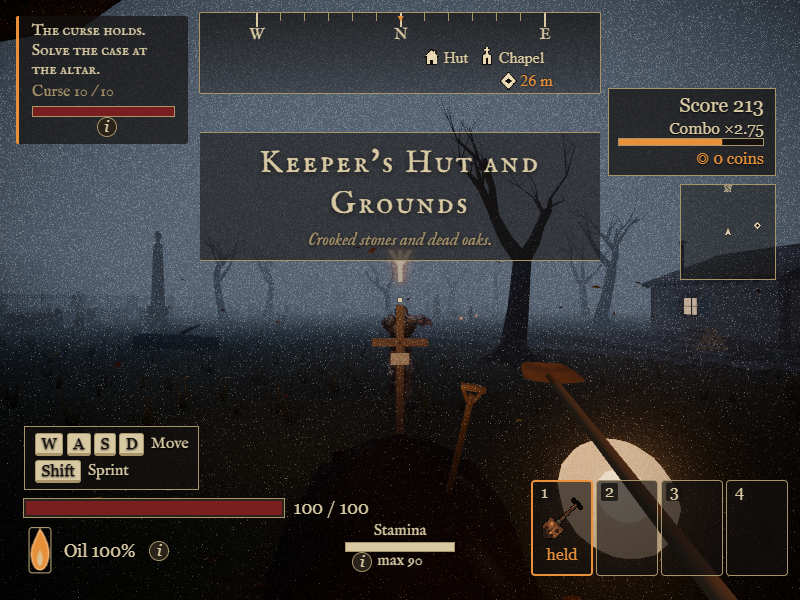 The curse holds.
Solve the case at
the altar.
Curse 10/10
i
W N E
Hut Chapel
26 m
Score 213
Combo ×2.75
0 coins
N
Keeper's Hut and
Grounds
Crooked stones and dead oaks.
W A S D Move
Shift Sprint
100 / 100
Oil 100% i
Stamina
i max 90
1 2 3 4
held